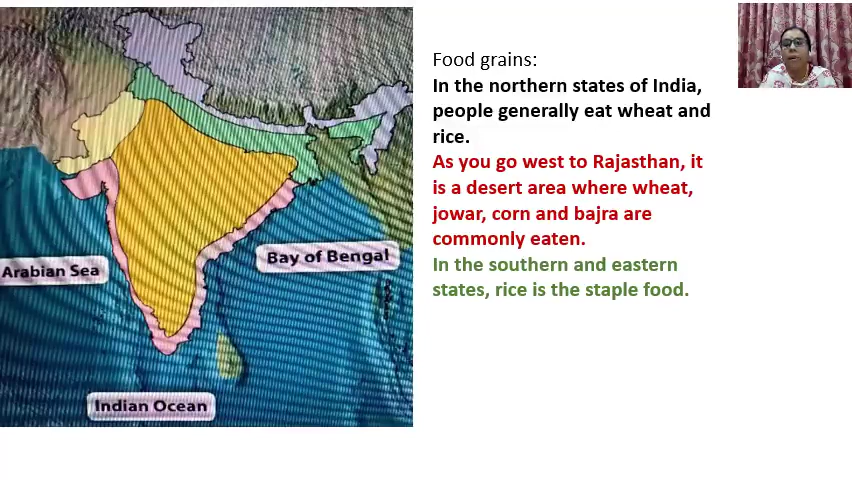 Food grains:
In the northern states of India,
people generally eat wheat and
rice.
As you go west to Rajasthan, it
is a desert area where wheat,
jowar, corn and bajra are
commonly eaten.
In the southern and eastern
states, rice is the staple food.
Arabian Sea
Bay of Bengal
Indian Ocean